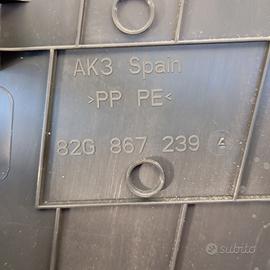 AK3 Spain
>PP PE<
82G 867 239 A
subito